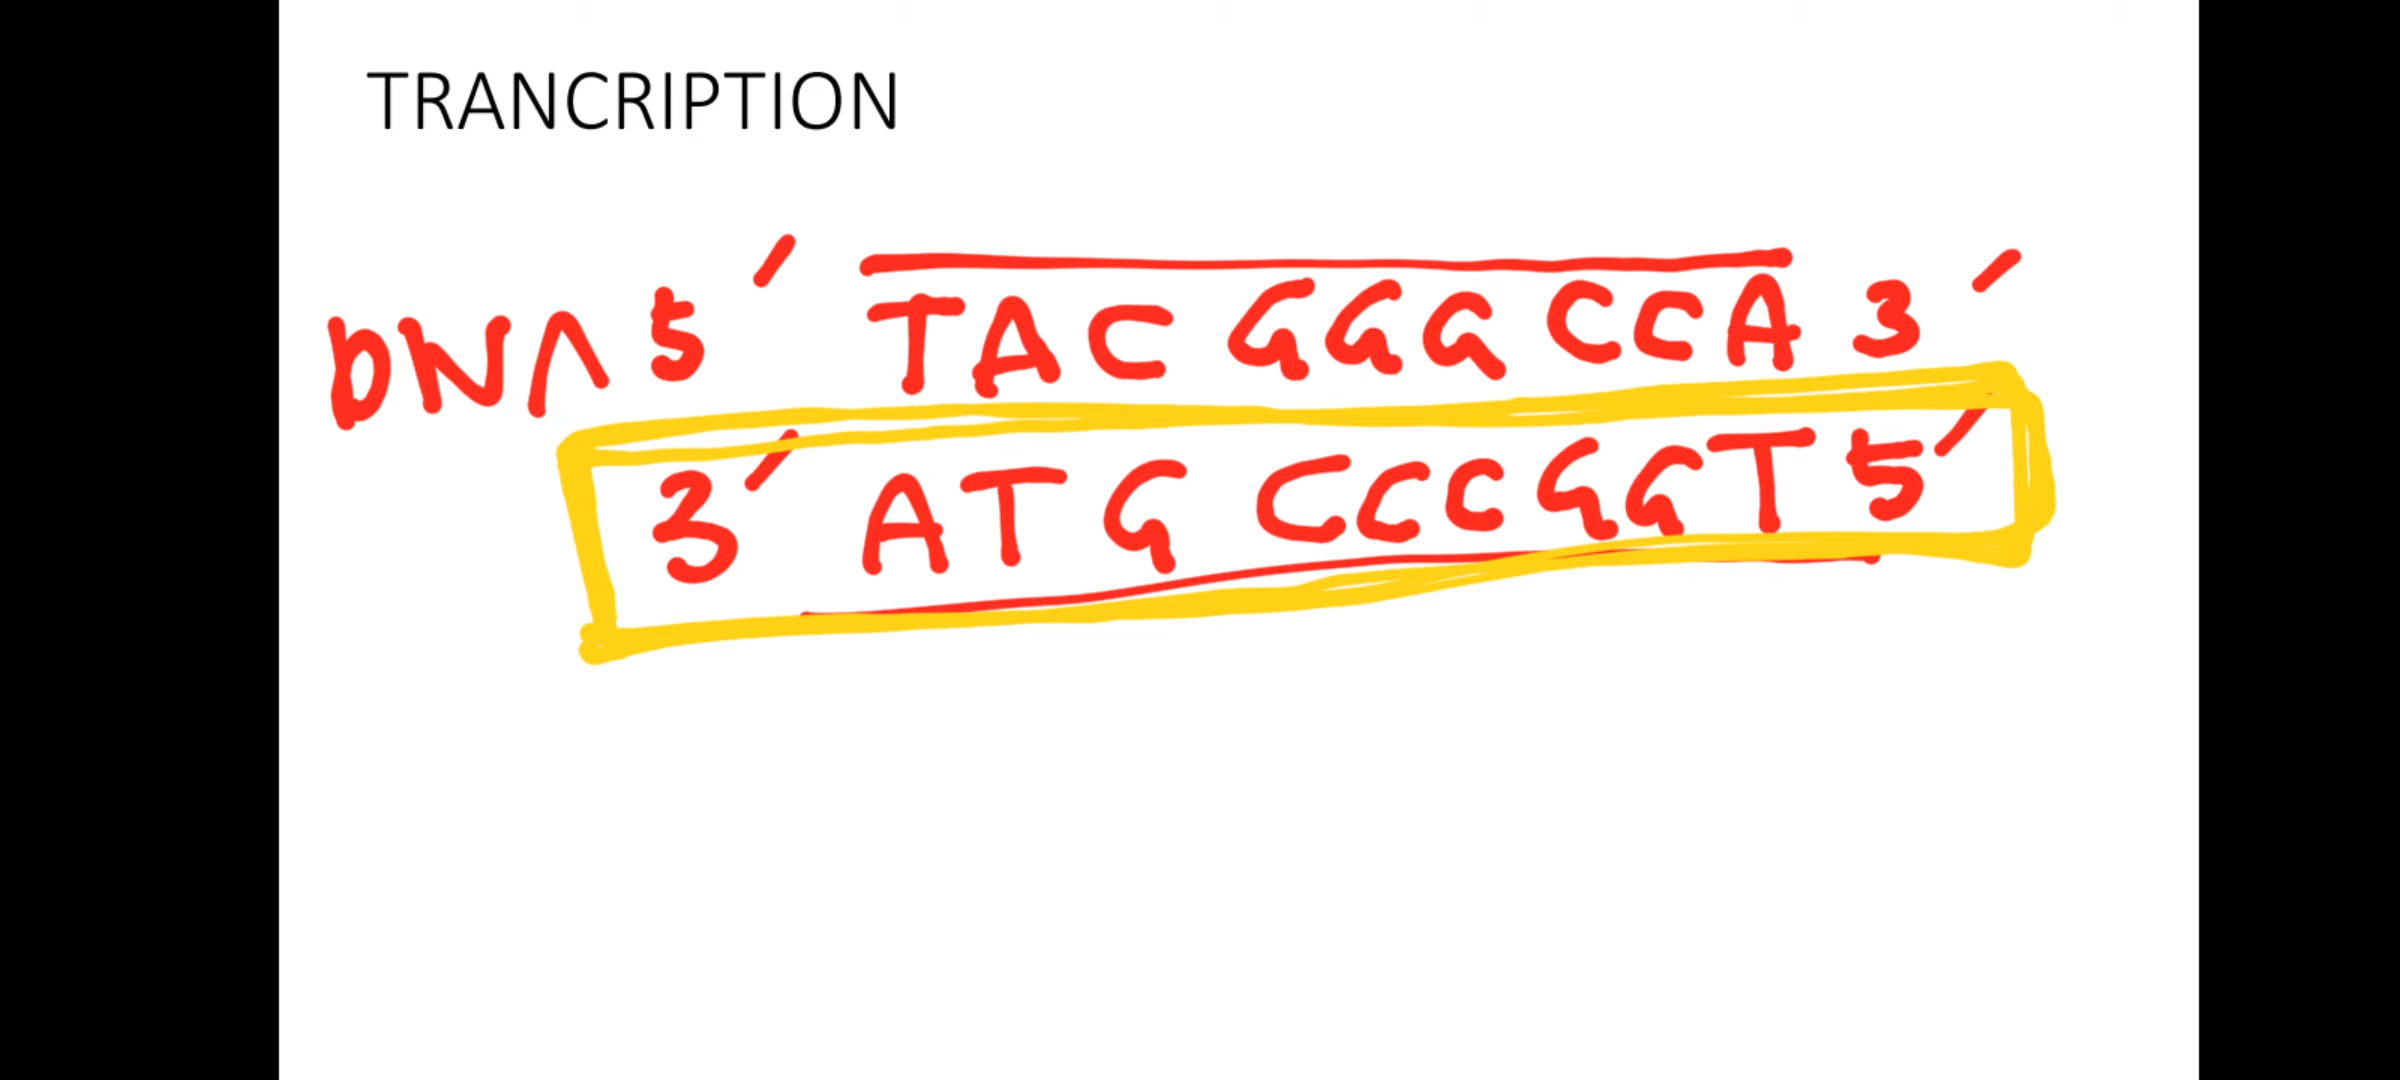 TRANCRIPTION
DNA 5′ TAC GGG CCA 3′
3′ ATG CCC GGT 5′